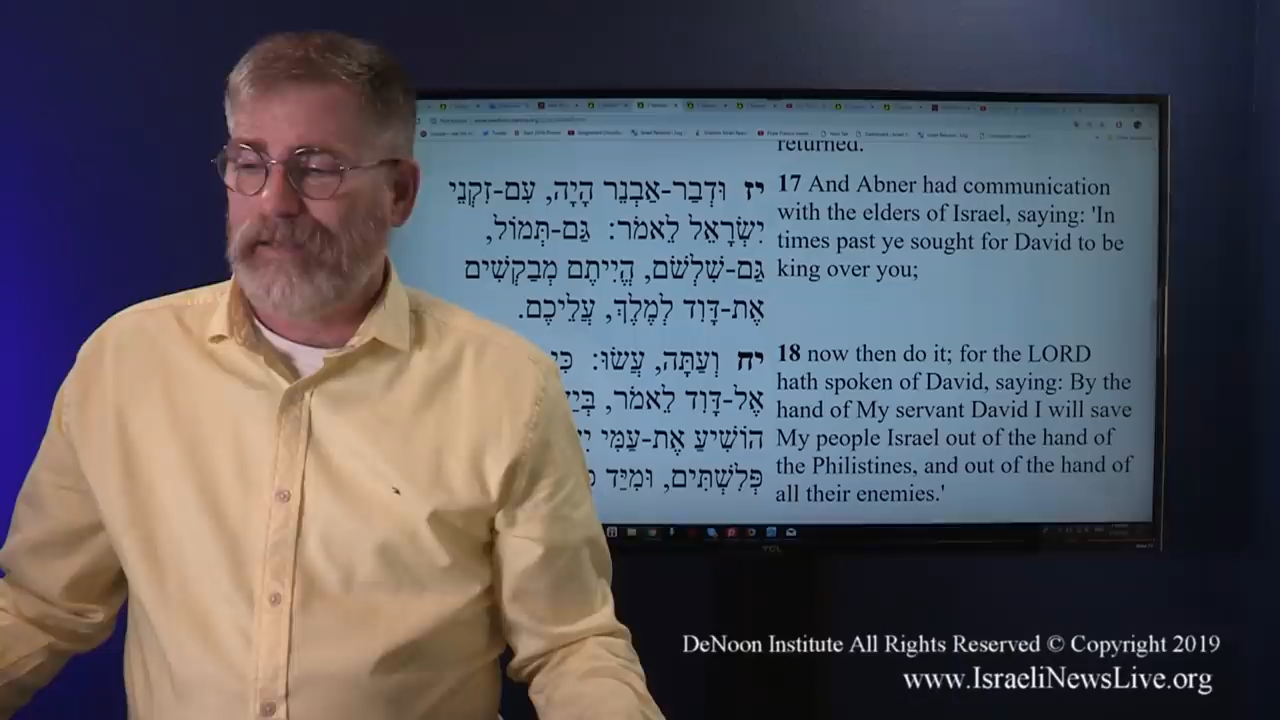 returned.
יז וּדְבַר-אַבְנֵר הָיָה, עִם-זִקְנֵי
יִשְׂרָאֵל לֵאמֹר: גַּם-תְּמוֹל,
גַּם-שִׁלְשֹׁם, הֱיִיתֶם מְבַקְשִׁים
אֶת-דָּוִד לְמֶלֶךְ, עֲלֵיכֶם.
17 And Abner had communication
with the elders of Israel, saying: 'In
times past ye sought for David to be
king over you;
יח וְעַתָּה, עֲשׂוּ: כִּי
אֶל-דָּוִד לֵאמֹר,
הוֹשִׁיעַ אֶת-עַמִּי
פְּלִשְׁתִּים, וּמִיַּד
18 now then do it; for the LORD
hath spoken of David, saying: By the
hand of My servant David I will save
My people Israel out of the hand of
the Philistines, and out of the hand of
all their enemies.'
TCL
DeNoon Institute All Rights Reserved © Copyright 2019
www.IsraeliNewsLive.org